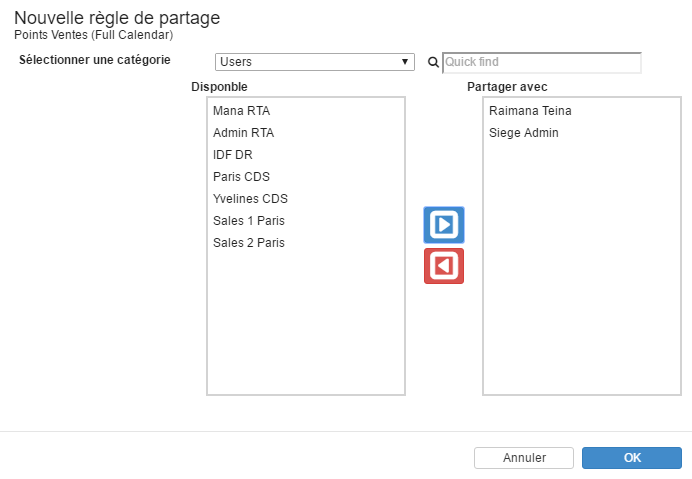 Nouvelle règle de partage
Points Ventes (Full Calendar)
Sélectionner une catégorie
Users
Quick find
Disponble
Partager avec
Mana RTA
Admin RTA
IDF DR
Paris CDS
Yvelines CDS
Sales 1 Paris
Sales 2 Paris
Raimana Teina
Siege Admin
Annuler
OK